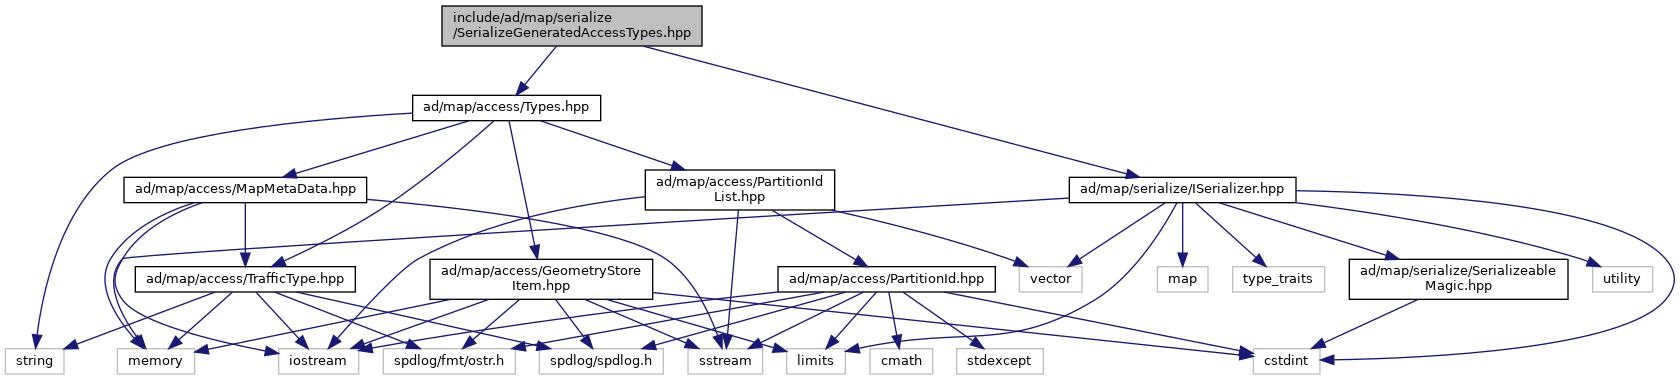 include/ad/map/serialize
/SerializeGeneratedAccessTypes.hpp
ad/map/access/Types.hpp
ad/map/access/MapMetaData.hpp
ad/map/access/PartitionId
List.hpp
ad/map/serialize/ISerializer.hpp
ad/map/access/TrafficType.hpp
ad/map/access/GeometryStore
Item.hpp
ad/map/access/PartitionId.hpp
vector
map
type_traits
ad/map/serialize/Serializeable
Magic.hpp
utility
string
memory
iostream
spdlog/fmt/ostr.h
spdlog/spdlog.h
sstream
limits
cmath
stdexcept
cstdint